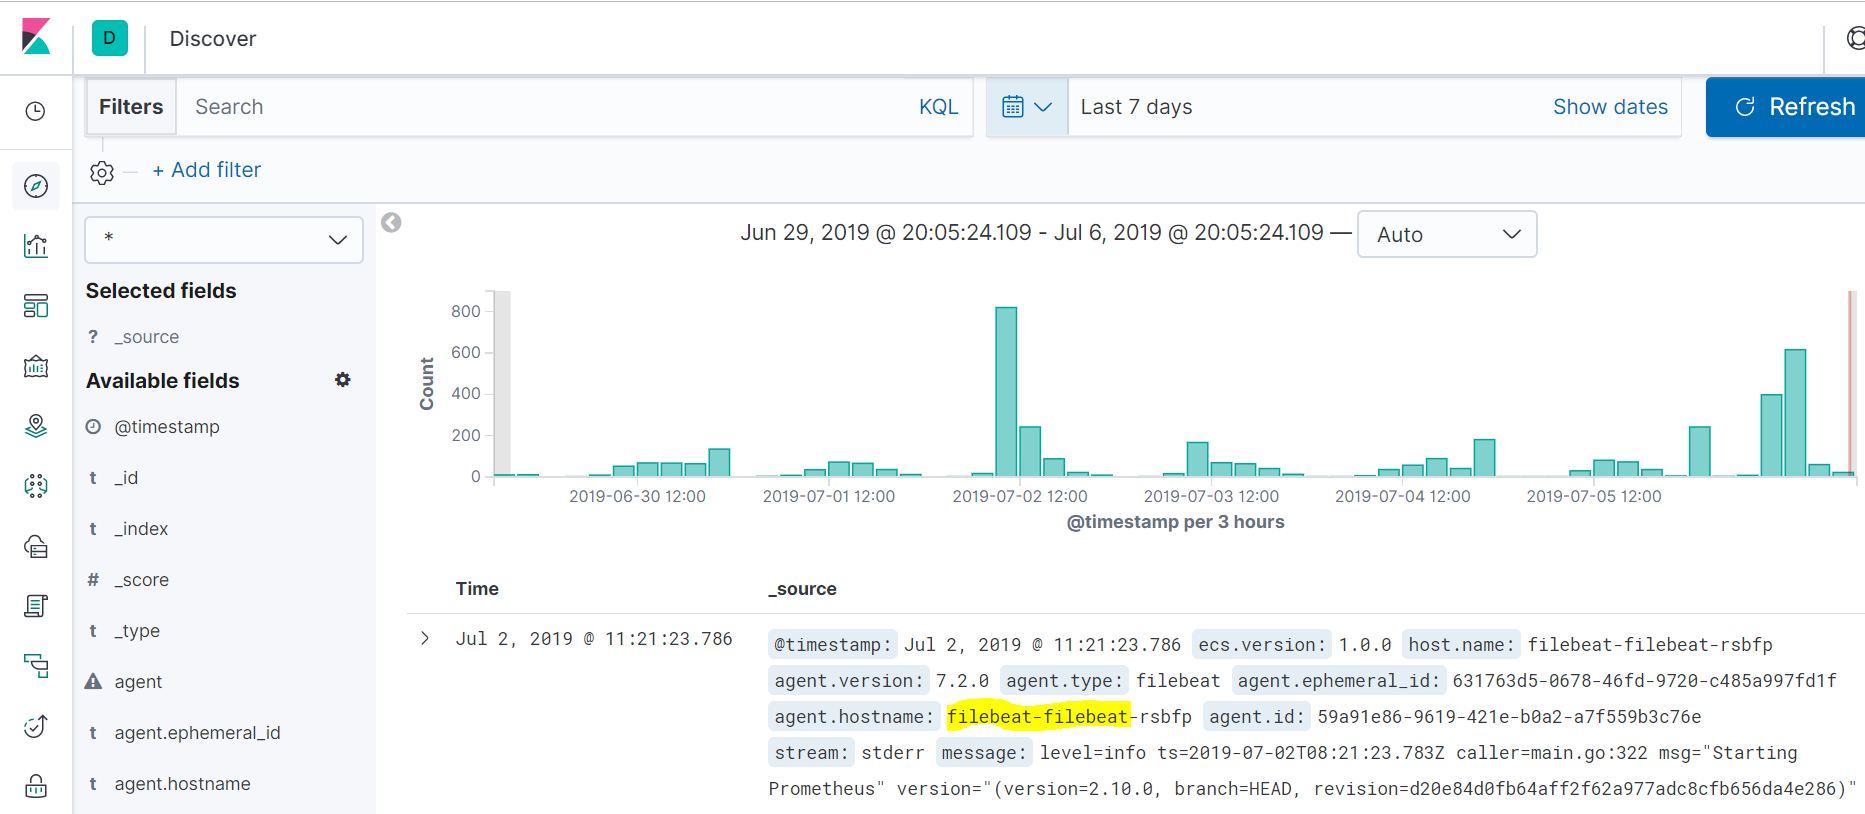 D Discover
Filters Search KQL Last 7 days Show dates Refresh
+ Add filter
*
Jun 29, 2019 @ 20:05:24.109 - Jul 6, 2019 @ 20:05:24.109 — Auto
Selected fields
? _source
Available fields
@timestamp
t _id
t _index
# _score
t _type
agent
t agent.ephemeral_id
t agent.hostname
800
600
400
200
0
Count
2019-06-30 12:00 2019-07-01 12:00 2019-07-02 12:00 2019-07-03 12:00 2019-07-04 12:00 2019-07-05 12:00
@timestamp per 3 hours
Time _source
Jul 2, 2019 @ 11:21:23.786
@timestamp: Jul 2, 2019 @ 11:21:23.786 ecs.version: 1.0.0 host.name: filebeat-filebeat-rsbfp
agent.version: 7.2.0 agent.type: filebeat agent.ephemeral_id: 631763d5-0678-46fd-9720-c485a997fd1f
agent.hostname: filebeat-filebeat-rsbfp agent.id: 59a91e86-9619-421e-b0a2-a7f559b3c76e
stream: stderr message: level=info ts=2019-07-02T08:21:23.783Z caller=main.go:322 msg="Starting
Prometheus" version="(version=2.10.0, branch=HEAD, revision=d20e84d0fb64aff2f62a977adc8cfb656da4e286)"